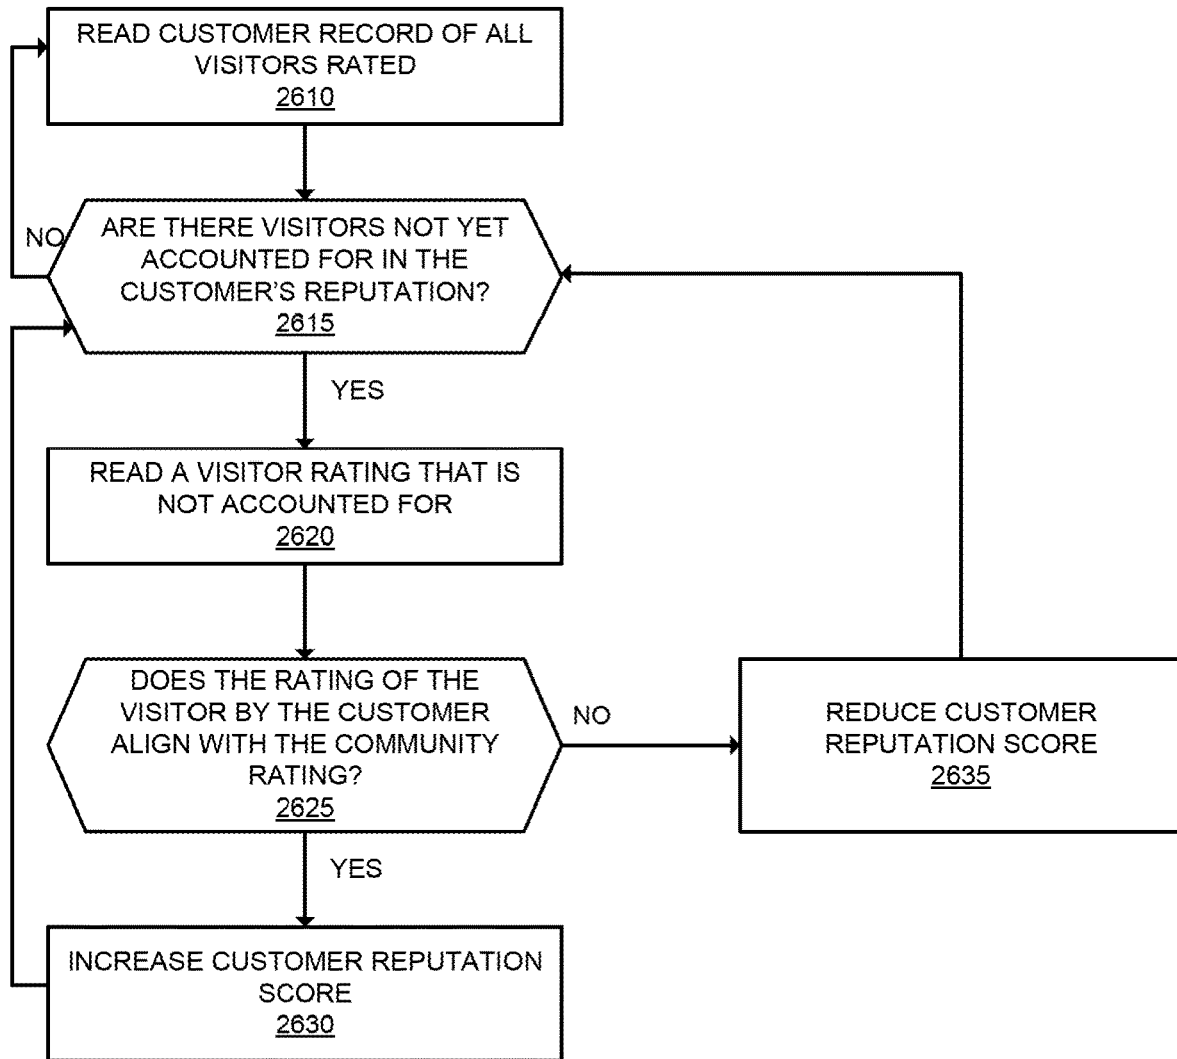 READ CUSTOMER RECORD OF ALL
VISITORS RATED
2610
NO
ARE THERE VISITORS NOT YET
ACCOUNTED FOR IN THE
CUSTOMER'S REPUTATION?
2615
YES
READ A VISITOR RATING THAT IS
NOT ACCOUNTED FOR
2620
DOES THE RATING OF THE
VISITOR BY THE CUSTOMER
ALIGN WITH THE COMMUNITY
RATING?
2625
NO
REDUCE CUSTOMER
REPUTATION SCORE
2635
YES
INCREASE CUSTOMER REPUTATION
SCORE
2630